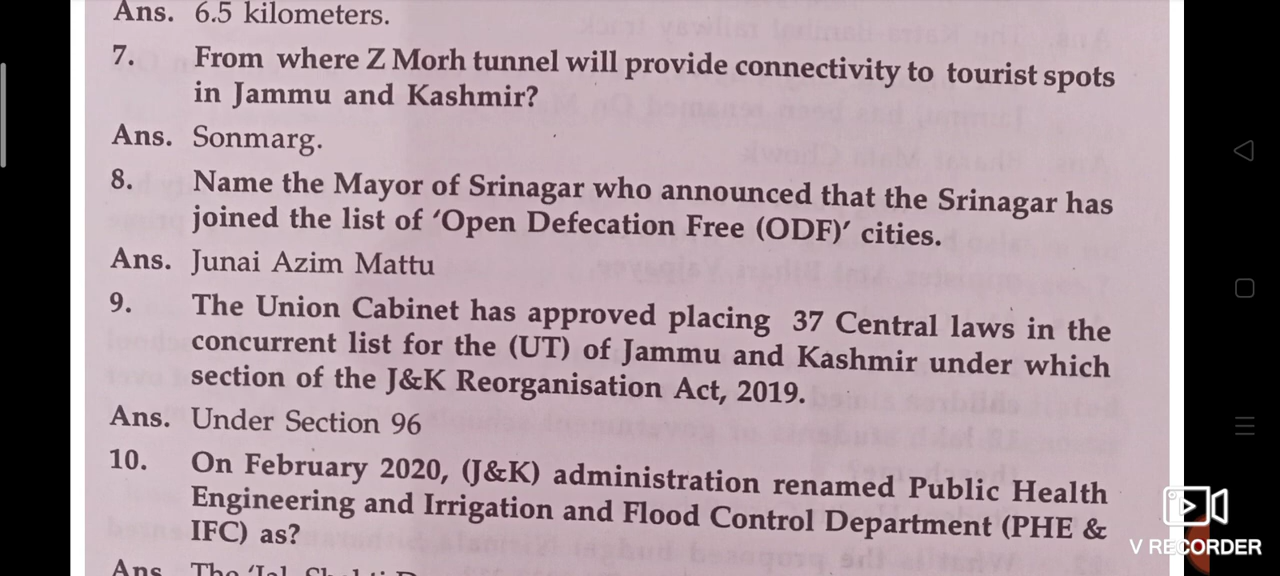 Ans. 6.5 kilometers.
7. From where Z Morh tunnel will provide connectivity to tourist spots
in Jammu and Kashmir?
Ans. Sonmarg.
8. Name the Mayor of Srinagar who announced that the Srinagar has
joined the list of 'Open Defecation Free (ODF)' cities.
Ans. Junai Azim Mattu
9. The Union Cabinet has approved placing 37 Central laws in the
concurrent list for the (UT) of Jammu and Kashmir under which
section of the J&K Reorganisation Act, 2019.
Ans. Under Section 96
10. On February 2020, (J&K) administration renamed Public Health
Engineering and Irrigation and Flood Control Department (PHE &
IFC) as?
Ans The 'Jal
V RECORDER